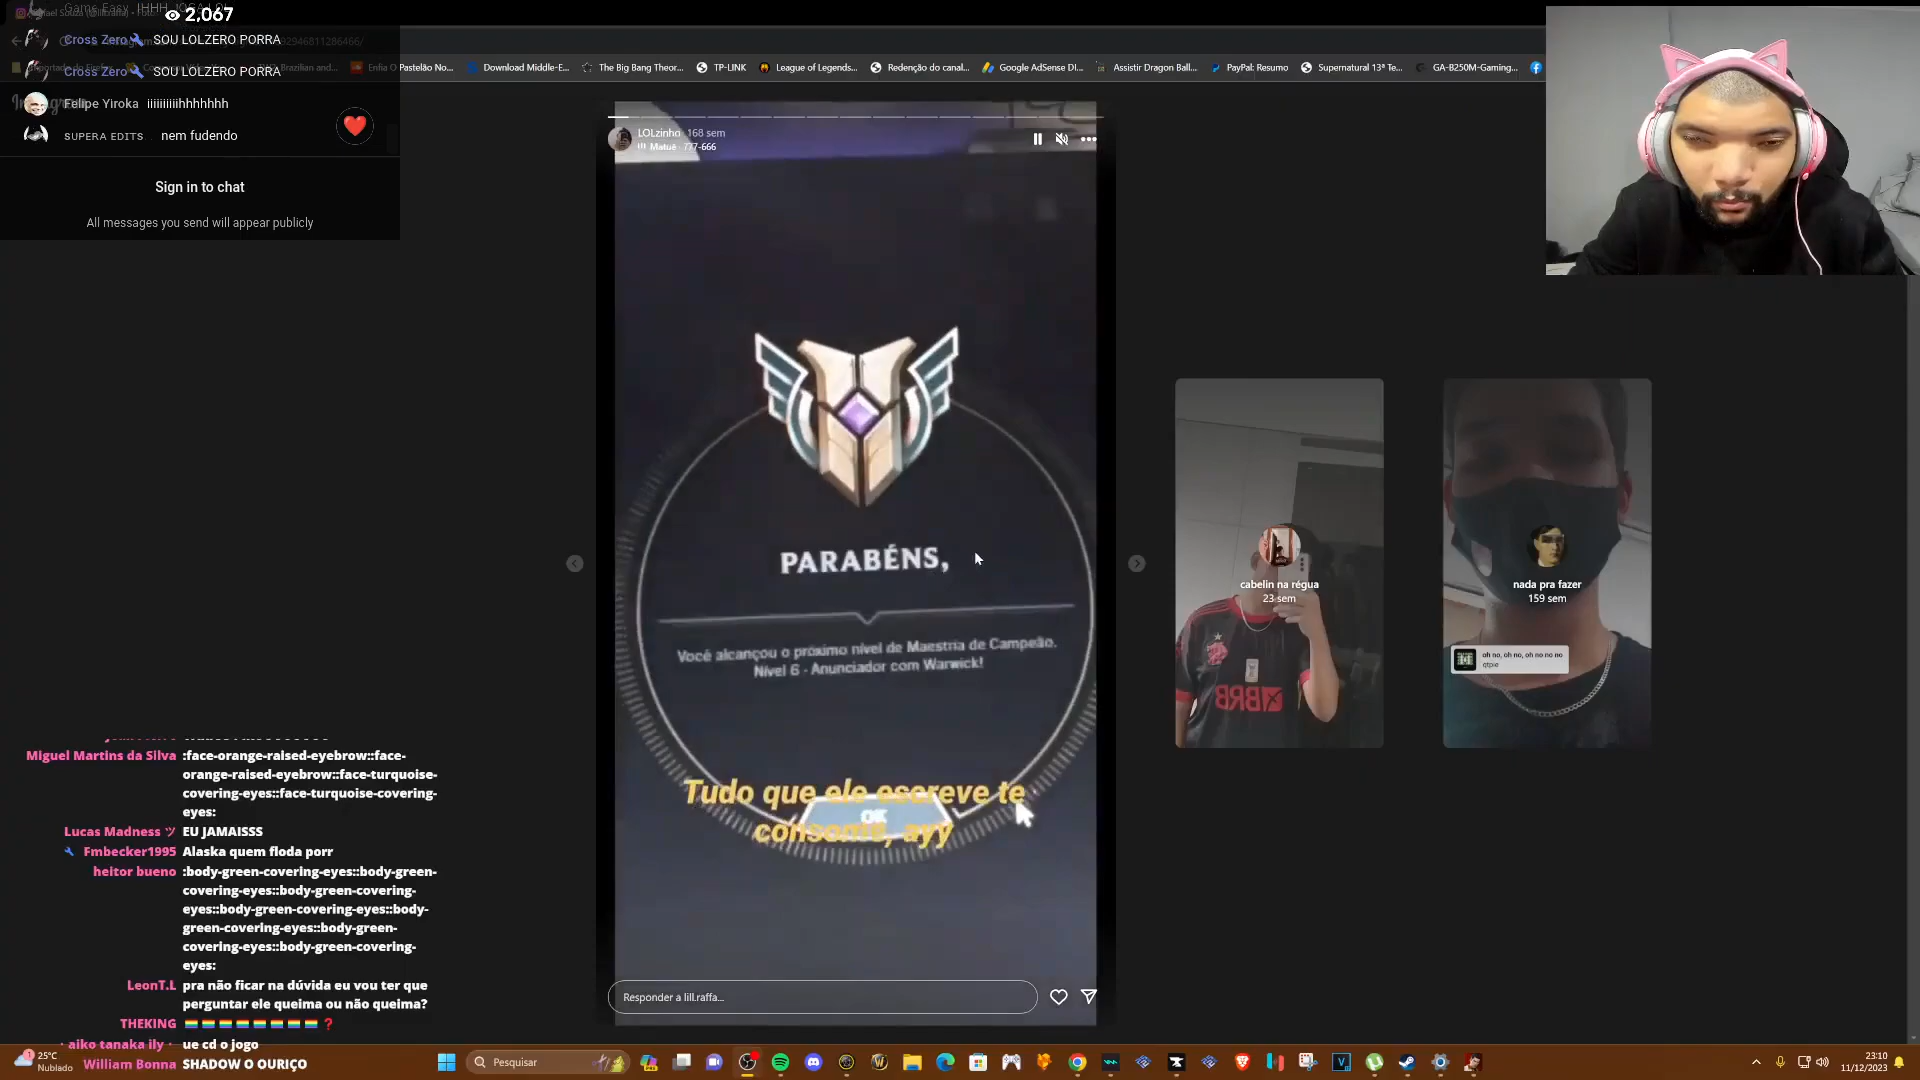 2,067
Cross Zero SOU LOLZERO PORRA
Cross Zero SOU LOLZERO PORRA
Felipe Yiroka iiiiiiiiihhhhhhh
SUPERA EDITS nem fudendo
Sign in to chat
All messages you send will appear publicly
Pastelão No...
Download Middle-E...
The Big Bang Theor...
TP-LINK
League of Legends...
Redenção do canal...
Google AdSense DI...
Assistir Dragon Ball...
PayPal: Resumo
Supernatural 13ª Te...
GA-B250M-Gaming...
LOLzinho 168 sem
Matuê · 777-666
PARABÉNS,
Você alcançou o próximo nível de Maestria de Campeão.
Nível 6 - Anunciador com Warwick!
Tudo que ele escreve te
consome, ayy
OK
Responder a lill.raffa...
cabelin na régua
23 sem
BRB
nada pra fazer
159 sem
oh no, oh no, oh no no no
qtpie
Miguel Martins da Silva :face-orange-raised-eyebrow::face-
orange-raised-eyebrow::face-turquoise-
covering-eyes::face-turquoise-covering-
eyes:
Lucas Madness ツ EU JAMAISSS
Fmbecker1995 Alaska quem floda porr
heitor bueno :body-green-covering-eyes::body-green-
covering-eyes::body-green-covering-
eyes::body-green-covering-eyes::body-
green-covering-eyes::body-green-
covering-eyes::body-green-covering-
eyes:
LeonT.L pra não ficar na dúvida eu vou ter que
perguntar ele queima ou não queima?
THEKING 🏳️‍🌈🏳️‍🌈🏳️‍🌈🏳️‍🌈🏳️‍🌈🏳️‍🌈🏳️‍🌈🏳️‍🌈❓
· aiko tanaka ily · ue cd o jogo
William Bonna SHADOW O OURIÇO
25°C
Nublado
Pesquisar
23:10
11/12/2023